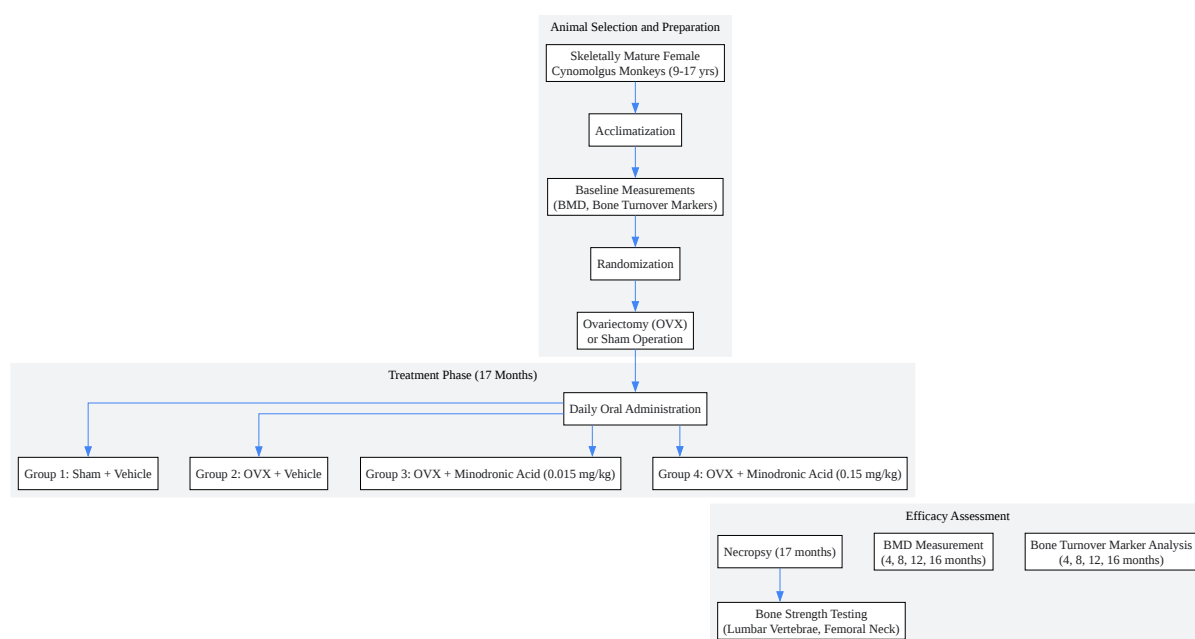 Animal Selection and Preparation
Skeletally Mature Female
Cynomolgus Monkeys (9-17 yrs)
Acclimatization
Baseline Measurements
(BMD, Bone Turnover Markers)
Randomization
Ovariectomy (OVX)
or Sham Operation
Treatment Phase (17 Months)
Daily Oral Administration
Group 1: Sham + Vehicle
Group 2: OVX + Vehicle
Group 3: OVX + Minodronic Acid (0.015 mg/kg)
Group 4: OVX + Minodronic Acid (0.15 mg/kg)
Efficacy Assessment
Necropsy (17 months)
BMD Measurement
(4, 8, 12, 16 months)
Bone Turnover Marker Analysis
(4, 8, 12, 16 months)
Bone Strength Testing
(Lumbar Vertebrae, Femoral Neck)